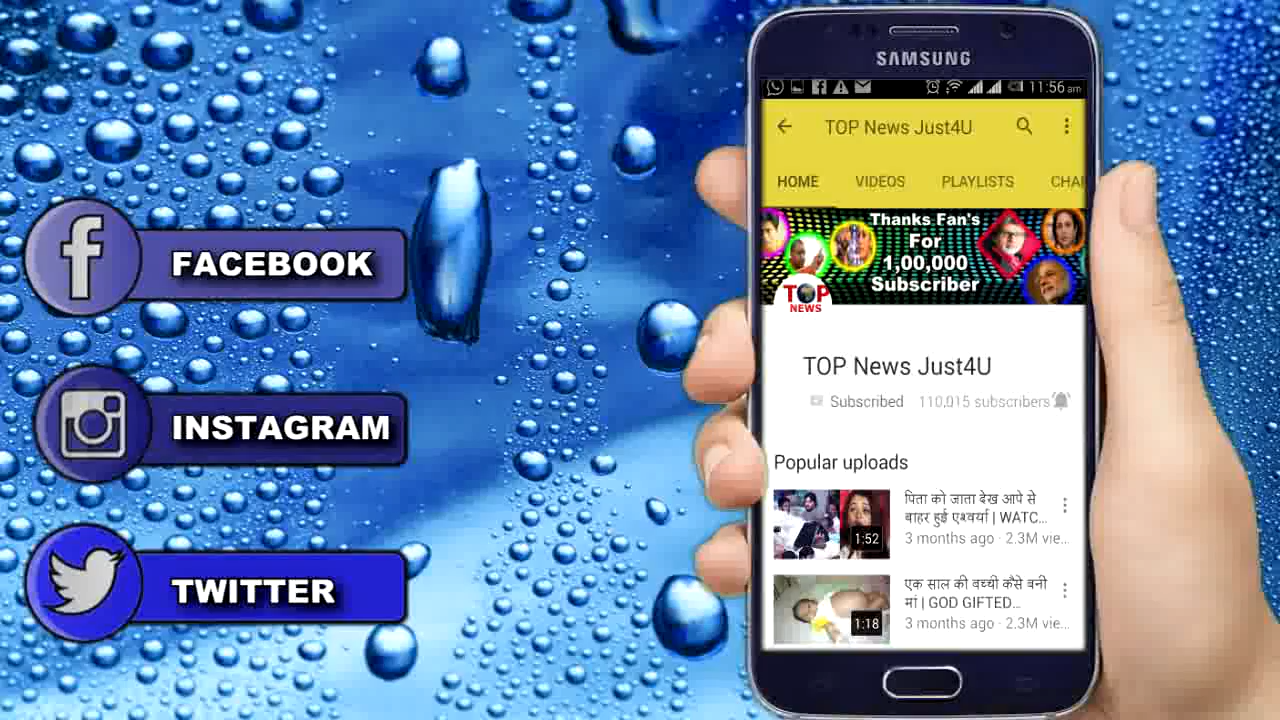 FACEBOOK
INSTAGRAM
TWITTER
SAMSUNG
11:56 am
TOP News Just4U
HOME VIDEOS PLAYLISTS CHA
Thanks Fan's
For
1,00,000
Subscriber
TOP
NEWS
TOP News Just4U
Subscribed 110,915 subscribers
Popular uploads
पिता को जाता देख आपे से
बाहर हुई एश्वर्या | WATC...
3 months ago · 2.3M vie...
1:52
एक साल की बच्ची कैसे बनी
मां | GOD GIFTED...
3 months ago · 2.3M vie...
1:18